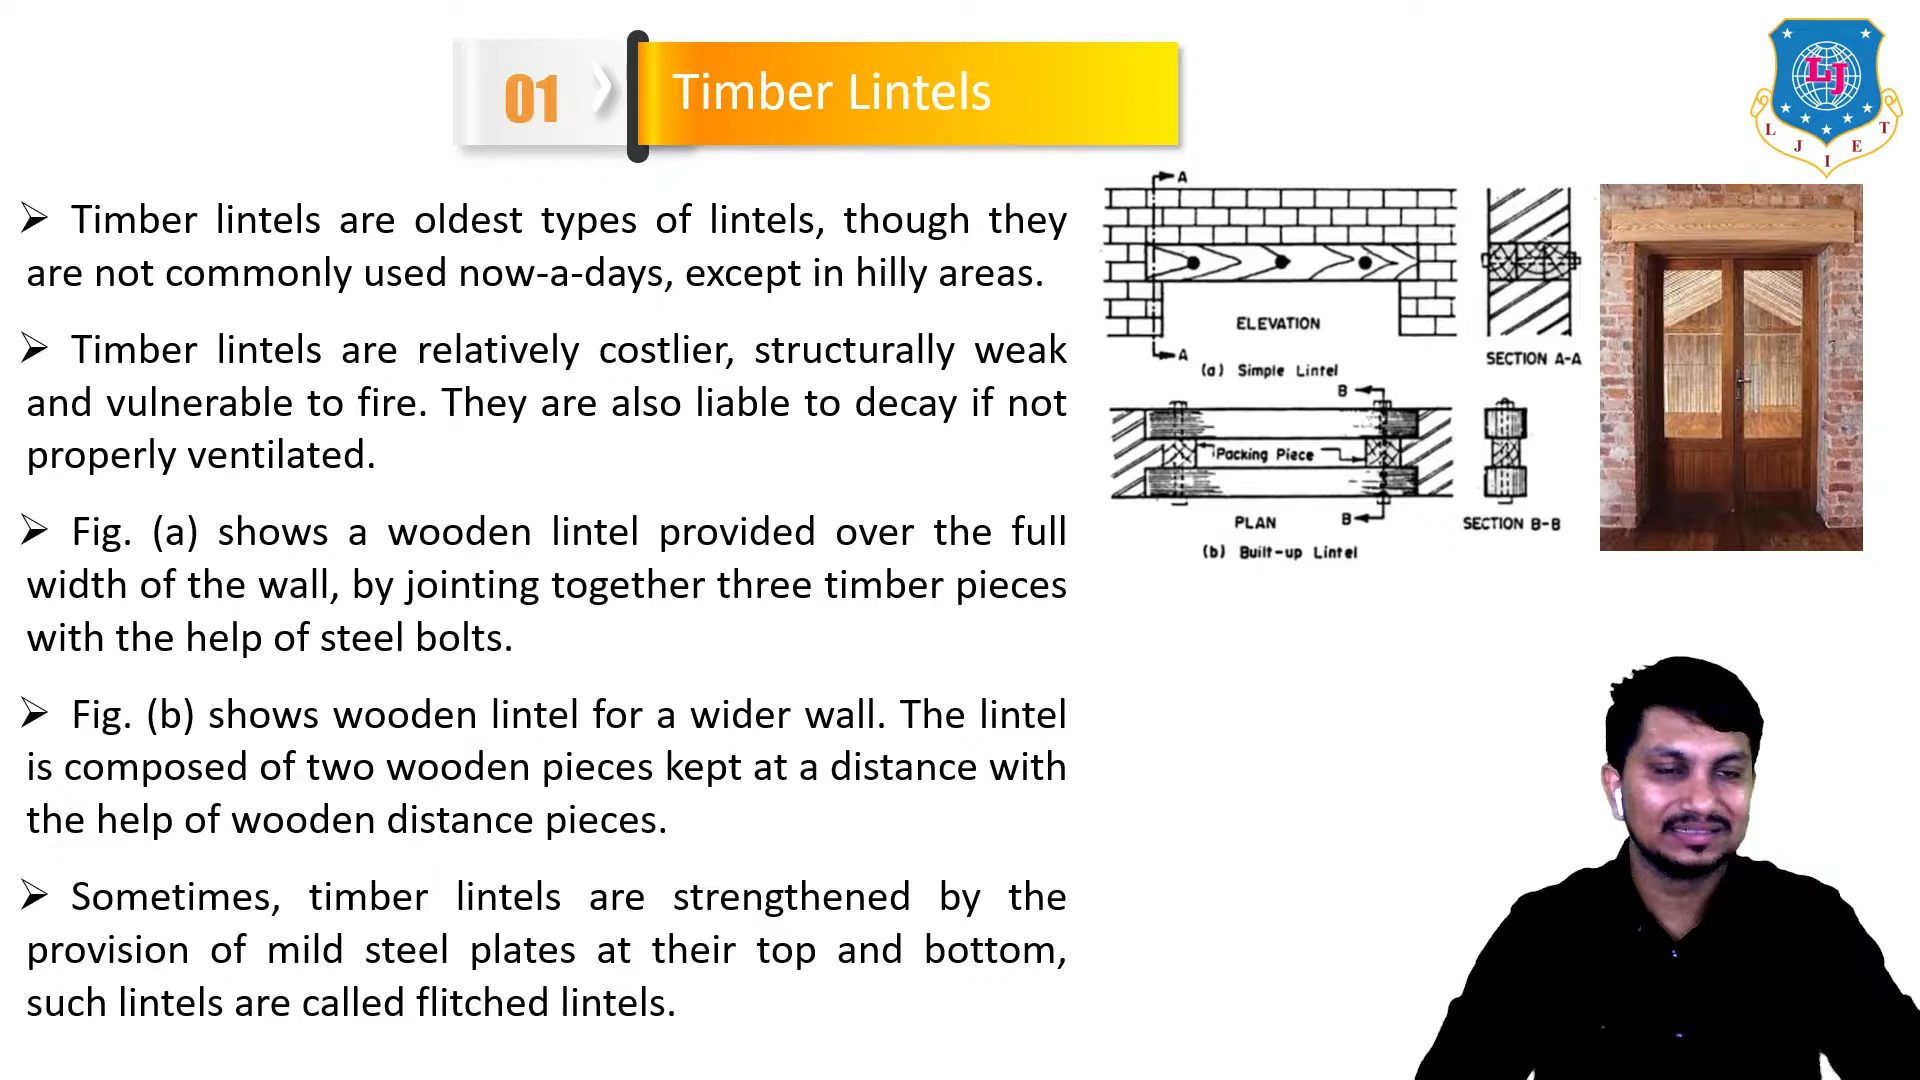 01
Timber Lintels
LJ
L J I E T
➢ Timber lintels are oldest types of lintels, though they
are not commonly used now-a-days, except in hilly areas.
➢ Timber lintels are relatively costlier, structurally weak
and vulnerable to fire. They are also liable to decay if not
properly ventilated.
➢ Fig. (a) shows a wooden lintel provided over the full
width of the wall, by jointing together three timber pieces
with the help of steel bolts.
➢ Fig. (b) shows wooden lintel for a wider wall. The lintel
is composed of two wooden pieces kept at a distance with
the help of wooden distance pieces.
➢ Sometimes, timber lintels are strengthened by the
provision of mild steel plates at their top and bottom,
such lintels are called flitched lintels.
A
ELEVATION
A
SECTION A-A
(a) Simple Lintel
B
Packing Piece
PLAN
B
SECTION B-B
(b) Built-up Lintel